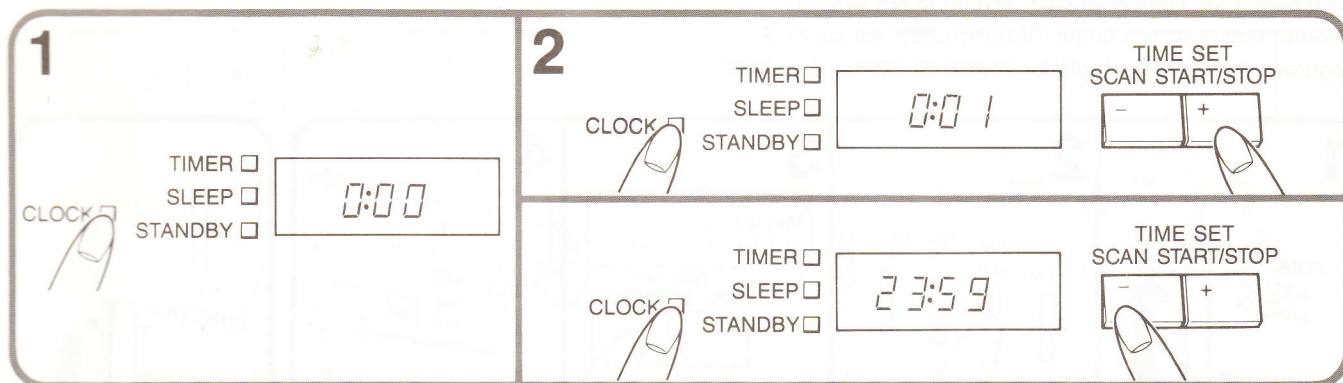 1
TIMER
SLEEP
CLOCK
STANDBY
0:00
2
TIMER
SLEEP
CLOCK
STANDBY
0:01
TIME SET
SCAN START/STOP
- +
TIMER
SLEEP
CLOCK
STANDBY
23:59
TIME SET
SCAN START/STOP
- +